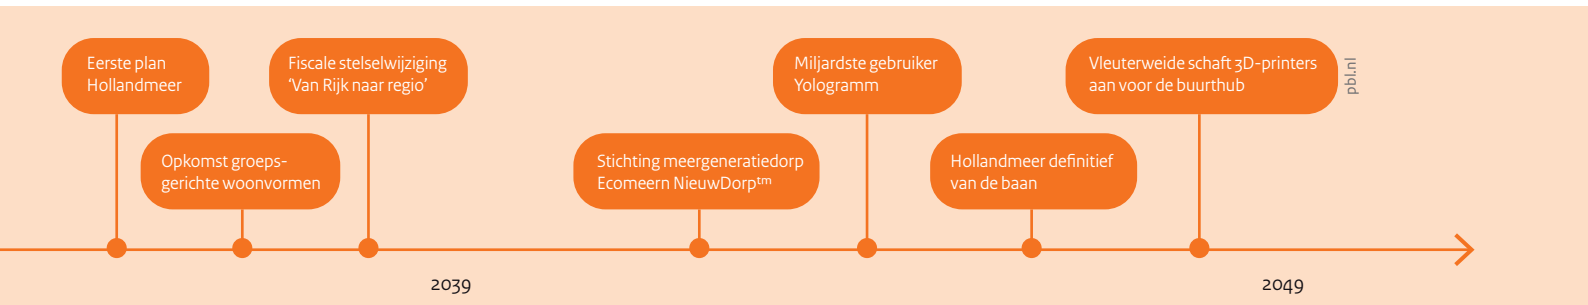 Eerste plan
Hollandmeer
Opkomst groeps-
gerichte woonvormen
Fiscale stelselwijziging
‘Van Rijk naar regio’
Stichting meergeneratiedorp
Ecomeern NieuwDorp™
Miljardste gebruiker
Yologramm
Hollandmeer definitief
van de baan
Vleuterweide schaft 3D-printers
aan voor de buurthub
pbl.nl
2039
2049